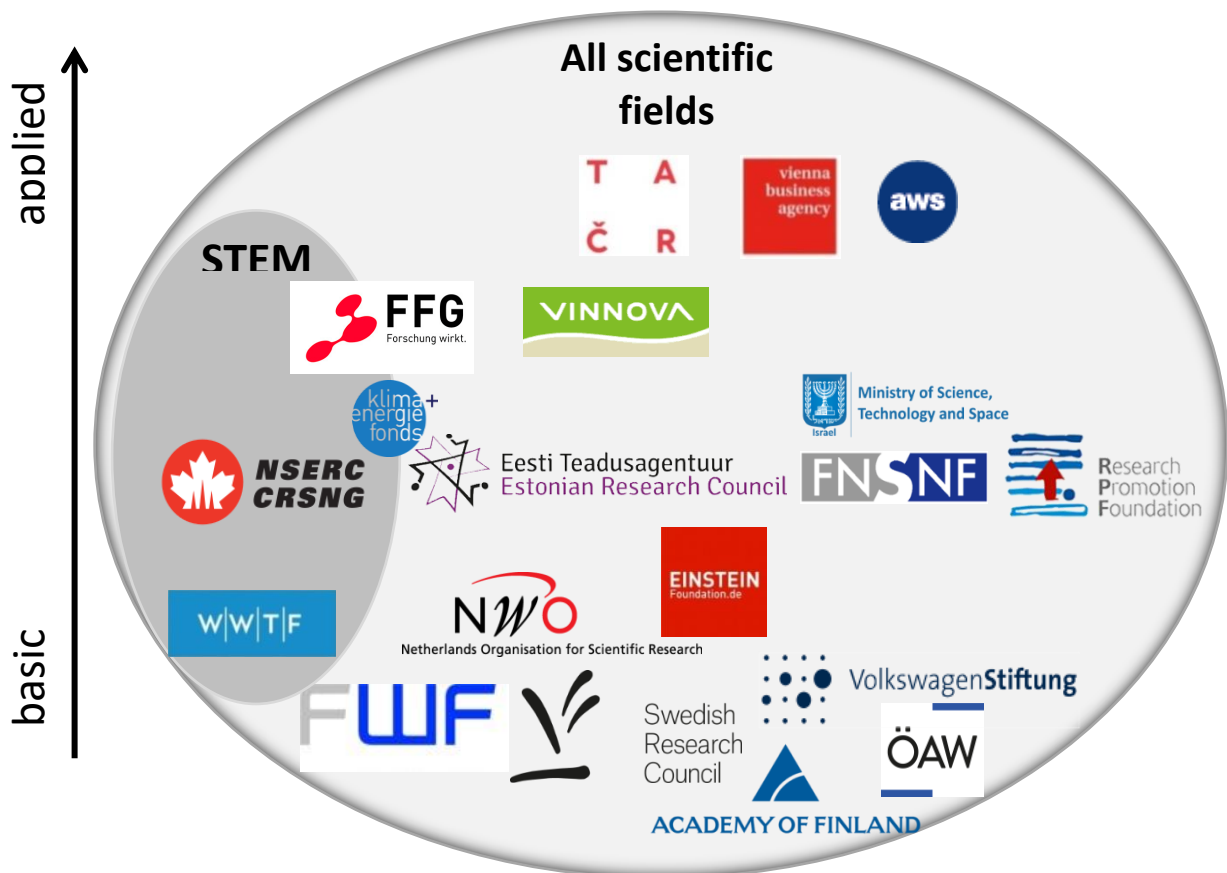 All scientific
fields
applied
T A
Č R
vienna
business
agency
aws
STEM
FFG
Forschung wirkt.
VINNOVA
klima+
energie
fonds
Ministry of Science,
Technology and Space
Israel
NSERC
CRSNG
Eesti Teadusagentuur
Estonian Research Council
FNSNF
Research
Promotion
Foundation
EINSTEIN
Foundation.de
W|W|T|F
NWO
Netherlands Organisation for Scientific Research
basic
VolkswagenStiftung
FWF
Swedish
Research
Council
ÖAW
ACADEMY OF FINLAND